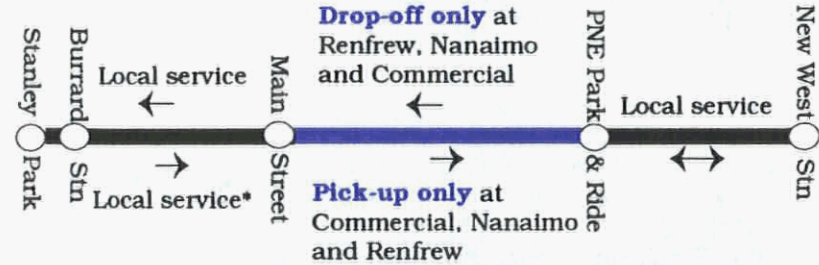 Stanley Park
Burrard Stn
Local service
Local service*
Main Street
Drop-off only at
Renfrew, Nanaimo
and Commercial
Pick-up only at
Commercial, Nanaimo
and Renfrew
PNE Park & Ride
Local service
New West Stn